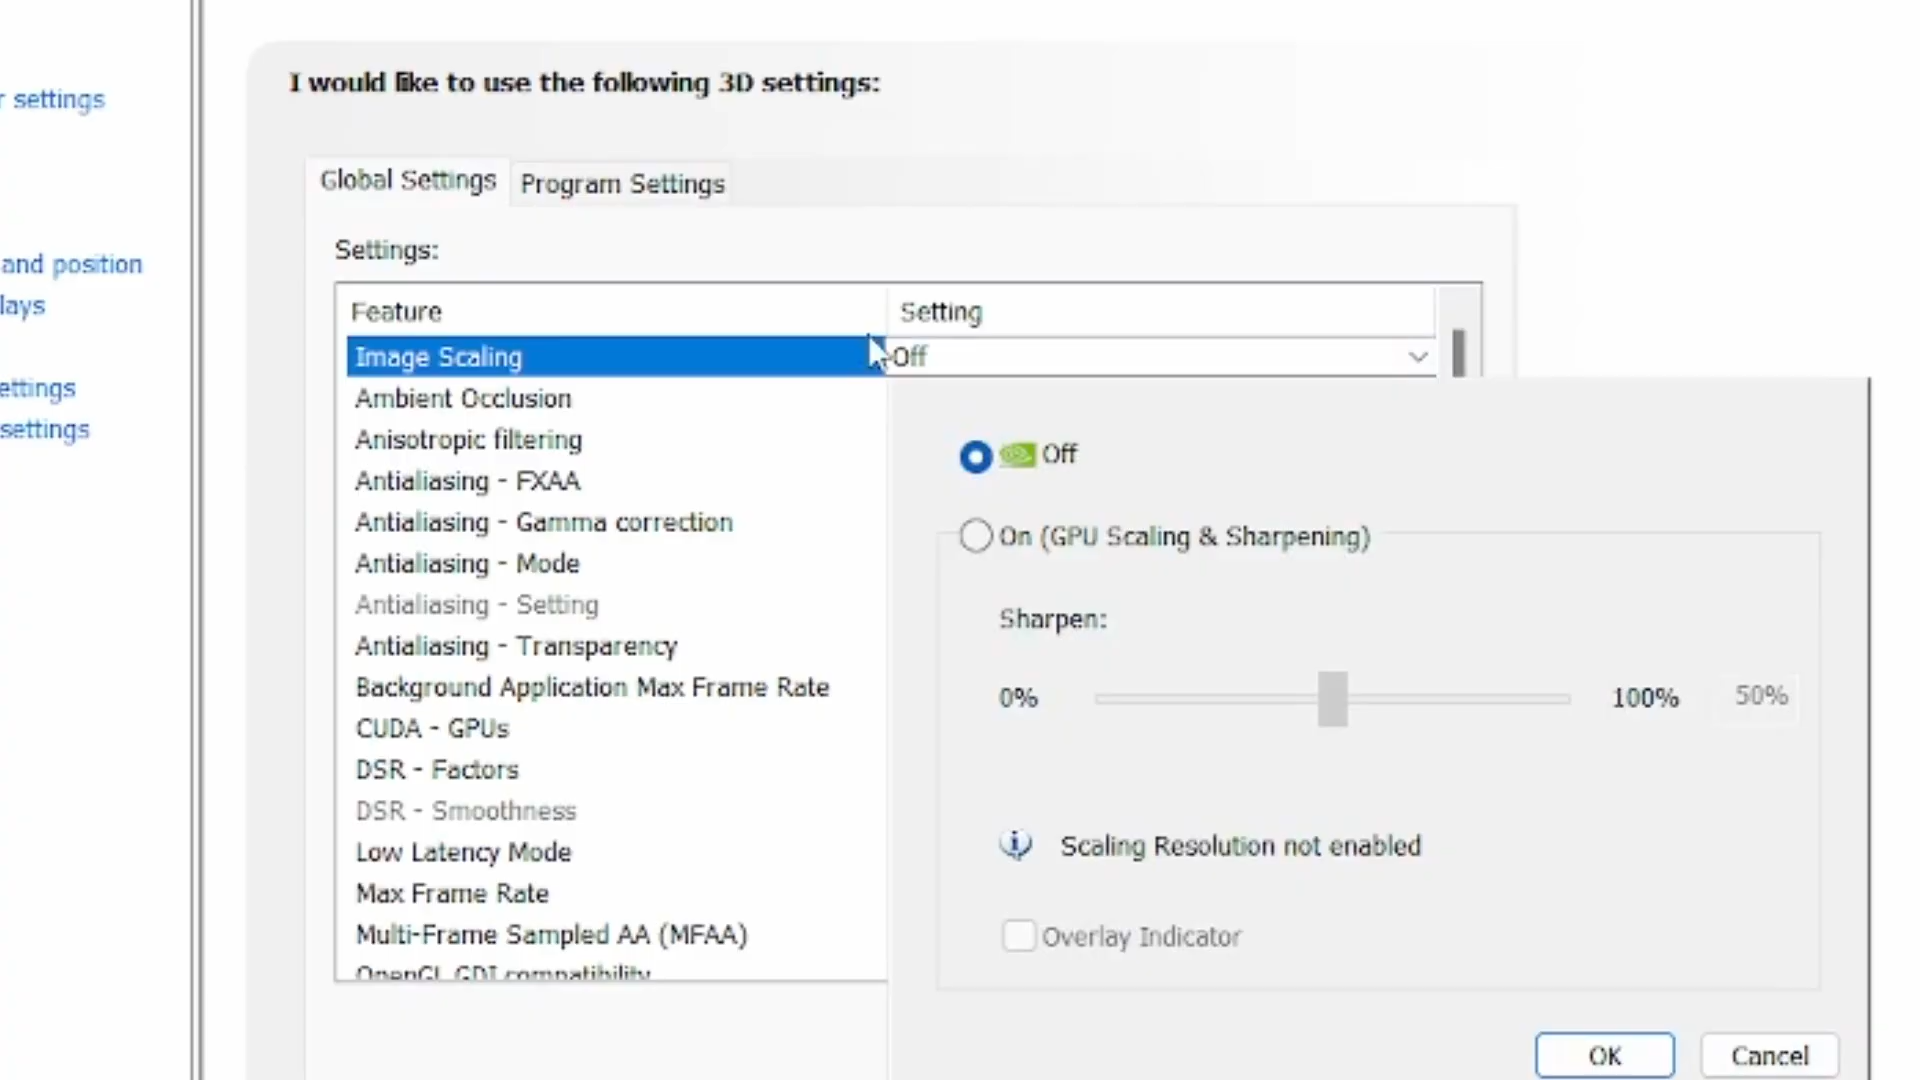 settings
and position
lays
ettings
settings
I would like to use the following 3D settings:
Global Settings
Program Settings
Settings:
Feature
Setting
Image Scaling
Off
Ambient Occlusion
Anisotropic filtering
Antialiasing - FXAA
Antialiasing - Gamma correction
Antialiasing - Mode
Antialiasing - Setting
Antialiasing - Transparency
Background Application Max Frame Rate
CUDA - GPUs
DSR - Factors
DSR - Smoothness
Low Latency Mode
Max Frame Rate
Multi-Frame Sampled AA (MFAA)
OpenGL GDI compatibility
Off
On (GPU Scaling & Sharpening)
Sharpen:
0%
100%
50%
Scaling Resolution not enabled
Overlay Indicator
OK
Cancel